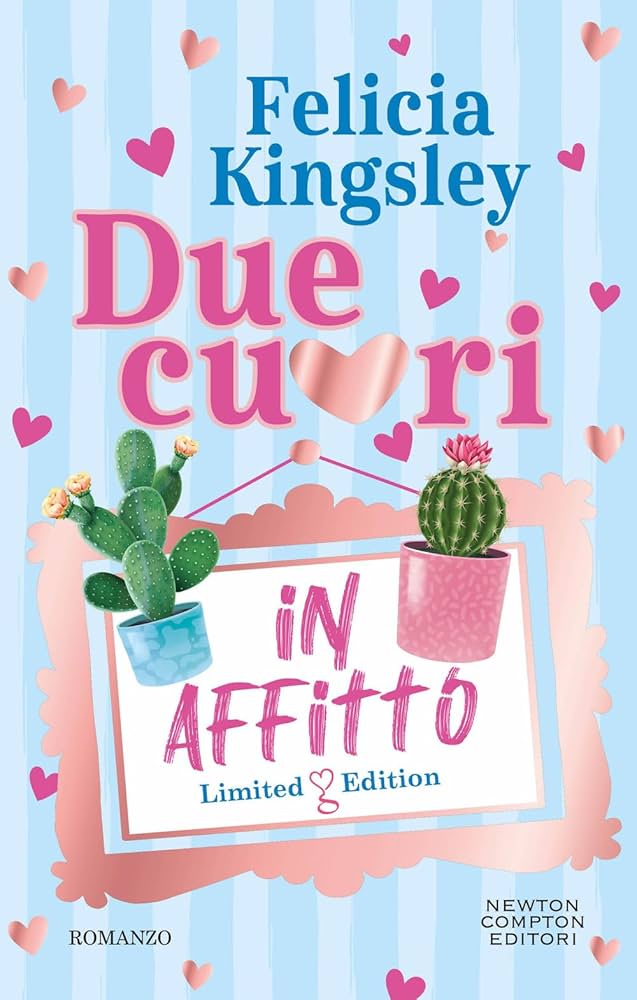 Felicia
Kingsley
Due
cuori
iN
AFFittO
Limited Edition
ROMANZO
NEWTON
COMPTON
EDITORI